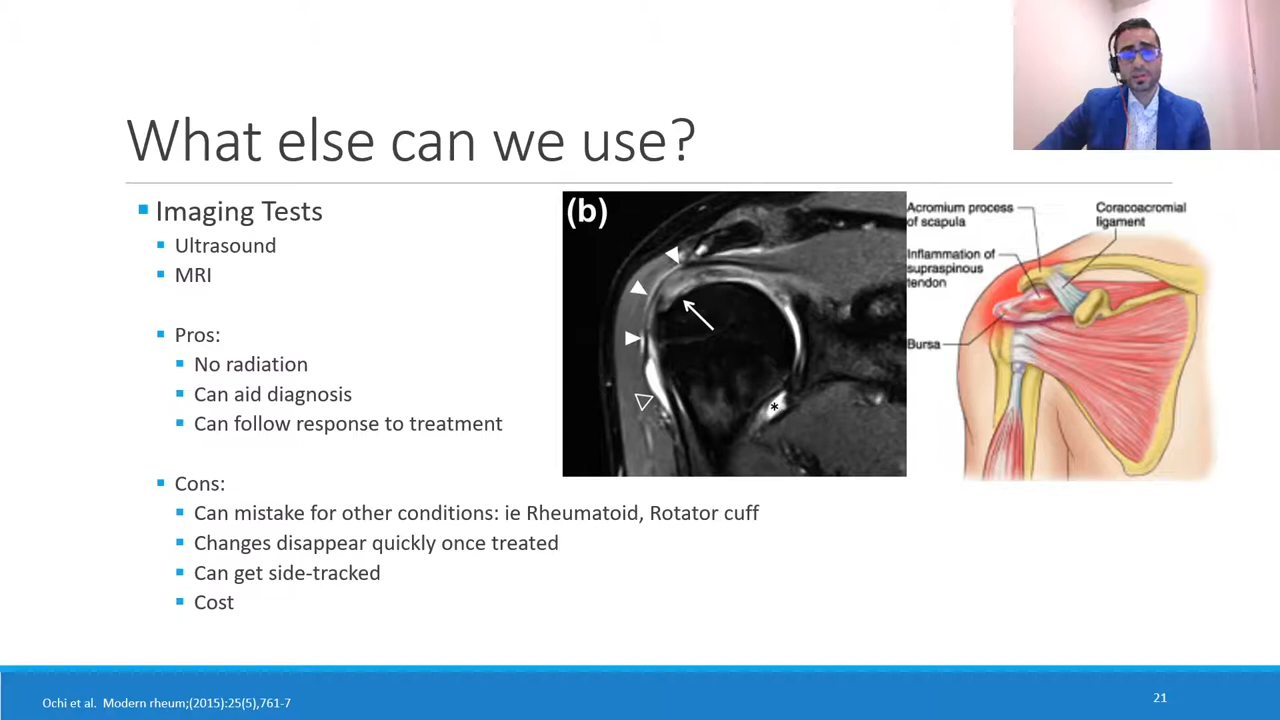 What else can we use?
Imaging Tests
Ultrasound
MRI
Pros:
No radiation
Can aid diagnosis
Can follow response to treatment
Cons:
Can mistake for other conditions: ie Rheumatoid, Rotator cuff
Changes disappear quickly once treated
Can get side-tracked
Cost
(b)
*
Acromium process
of scapula
Coracoacromial
ligament
Inflammation of
supraspinous
tendon
Bursa
Ochi et al. Modern rheum;(2015):25(5),761-7
21